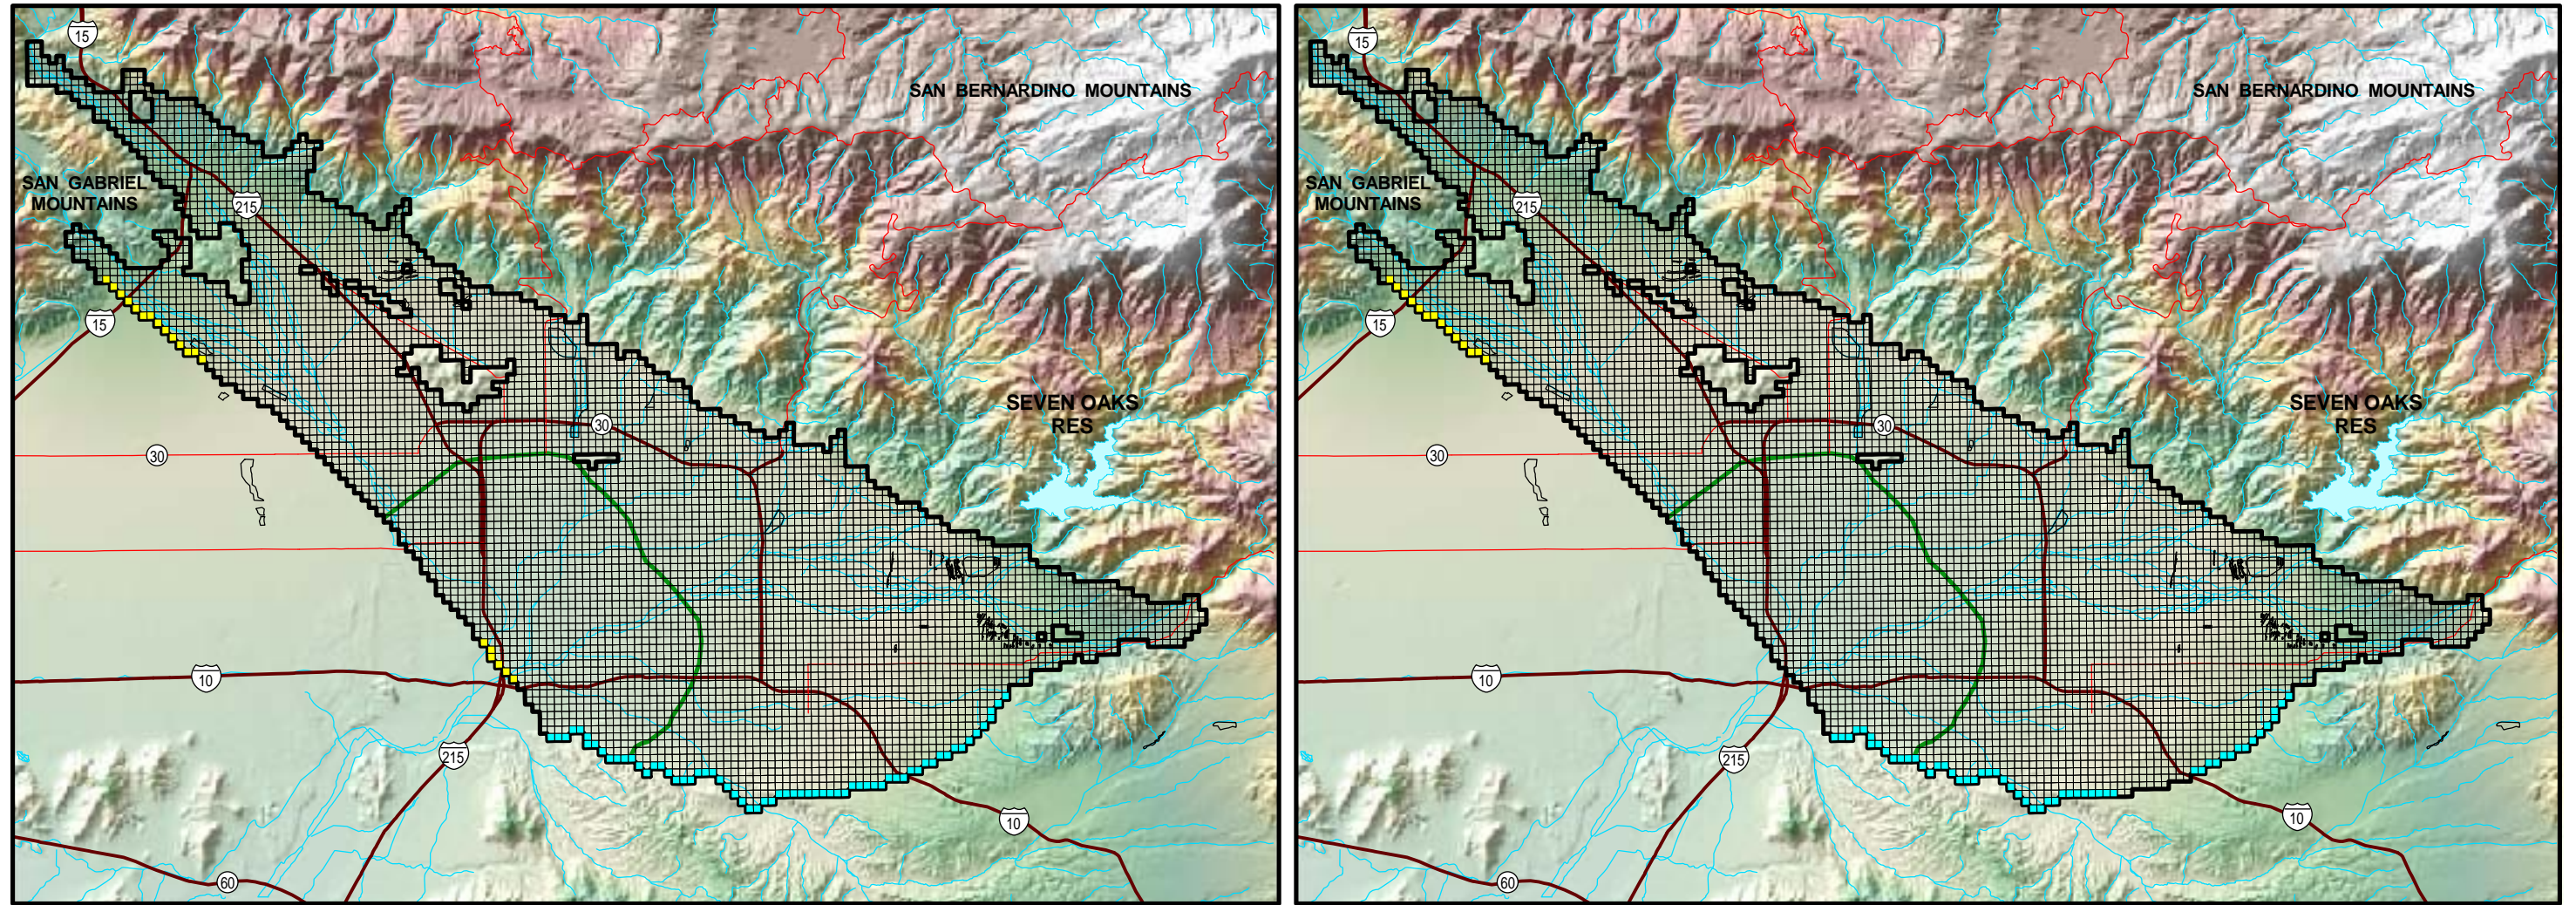 15
SAN BERNARDINO MOUNTAINS
SAN GABRIEL
MOUNTAINS
215
15
SEVEN OAKS
RES
30
30
10
215
10
60
15
SAN BERNARDINO MOUNTAINS
SAN GABRIEL
MOUNTAINS
215
15
SEVEN OAKS
RES
30
30
10
215
10
60